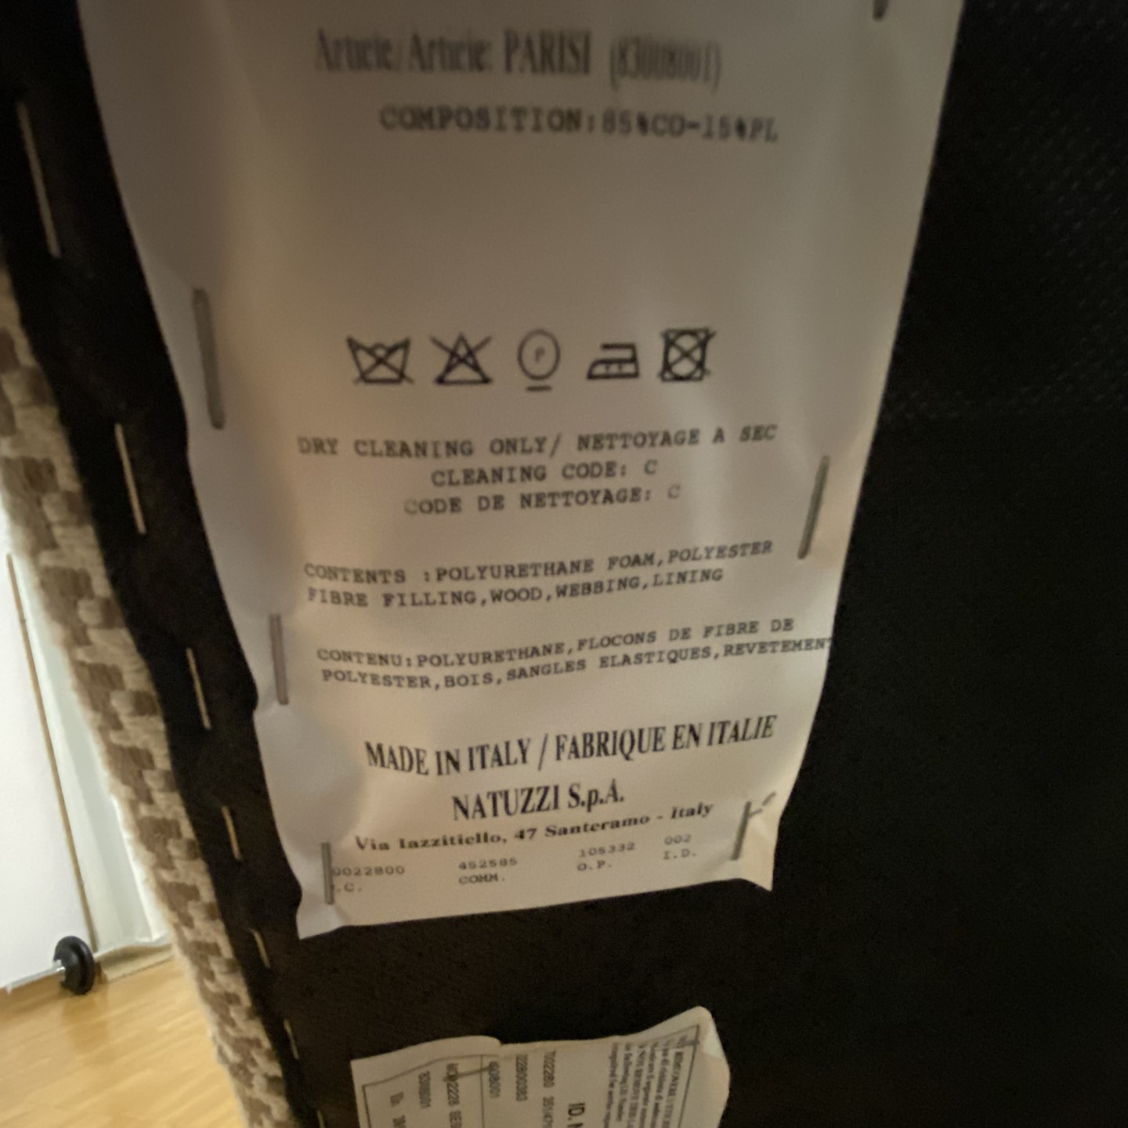 Article/Article: PARISI (83008001)
COMPOSITION:85%CO-15%PL
P
DRY CLEANING ONLY/ NETTOYAGE A SEC
CLEANING CODE: C
CODE DE NETTOYAGE: C
CONTENTS :POLYURETHANE FOAM,POLYESTER
FIBRE FILLING,WOOD,WEBBING,LINING
CONTENU:POLYURETHANE,FLOCONS DE FIBRE DE
POLYESTER,BOIS,SANGLES ELASTIQUES,REVETEMENT
MADE IN ITALY / FABRIQUE EN ITALIE
NATUZZI S.p.A.
Via Iazzitiello, 47 Santeramo - Italy
0022800 452585 105332 002
.C. COMM. O.P. I.D.